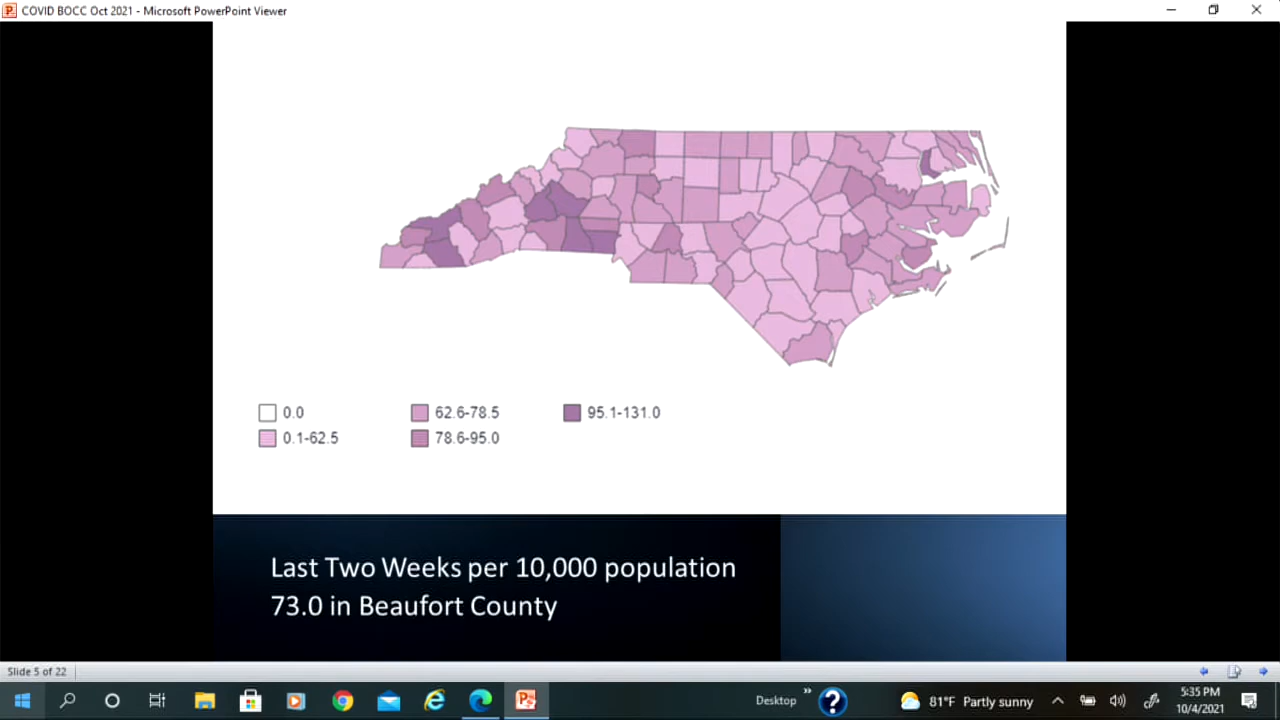 COVID BOCC Oct 2021 - Microsoft PowerPoint Viewer
0.0
62.6-78.5
95.1-131.0
0.1-62.5
78.6-95.0
Last Two Weeks per 10,000 population
73.0 in Beaufort County
Slide 5 of 22
Desktop
81°F Partly sunny
5:35 PM
10/4/2021